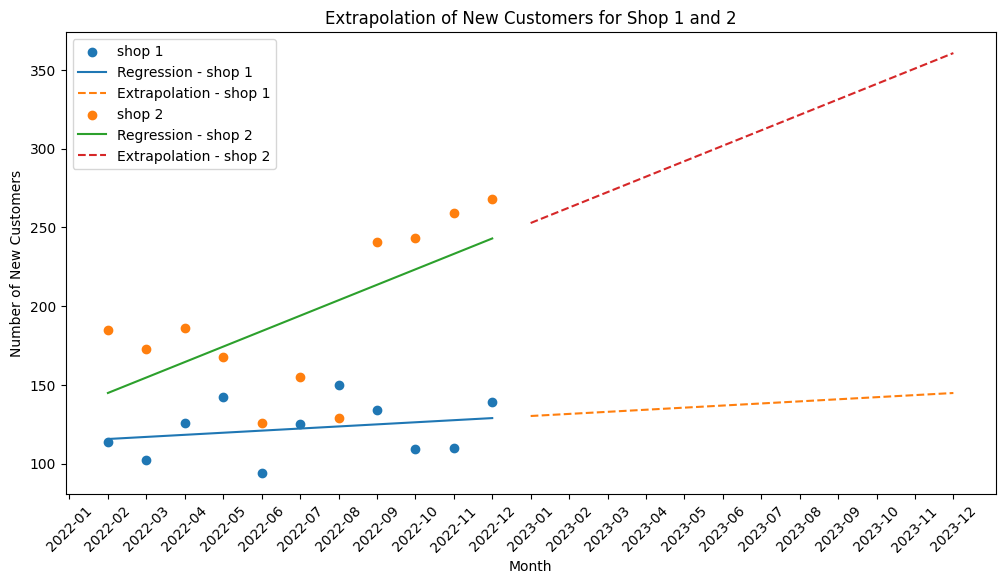 Extrapolation of New Customers for Shop 1 and 2
shop 1
Regression - shop 1
Extrapolation - shop 1
shop 2
Regression - shop 2
Extrapolation - shop 2
350
300
250
200
150
100
Number of New Customers
2022-01 2022-02 2022-03 2022-04 2022-05 2022-06 2022-07 2022-08 2022-09 2022-10 2022-11 2022-12 2023-01 2023-02 2023-03 2023-04 2023-05 2023-06 2023-07 2023-08 2023-09 2023-10 2023-11 2023-12
Month